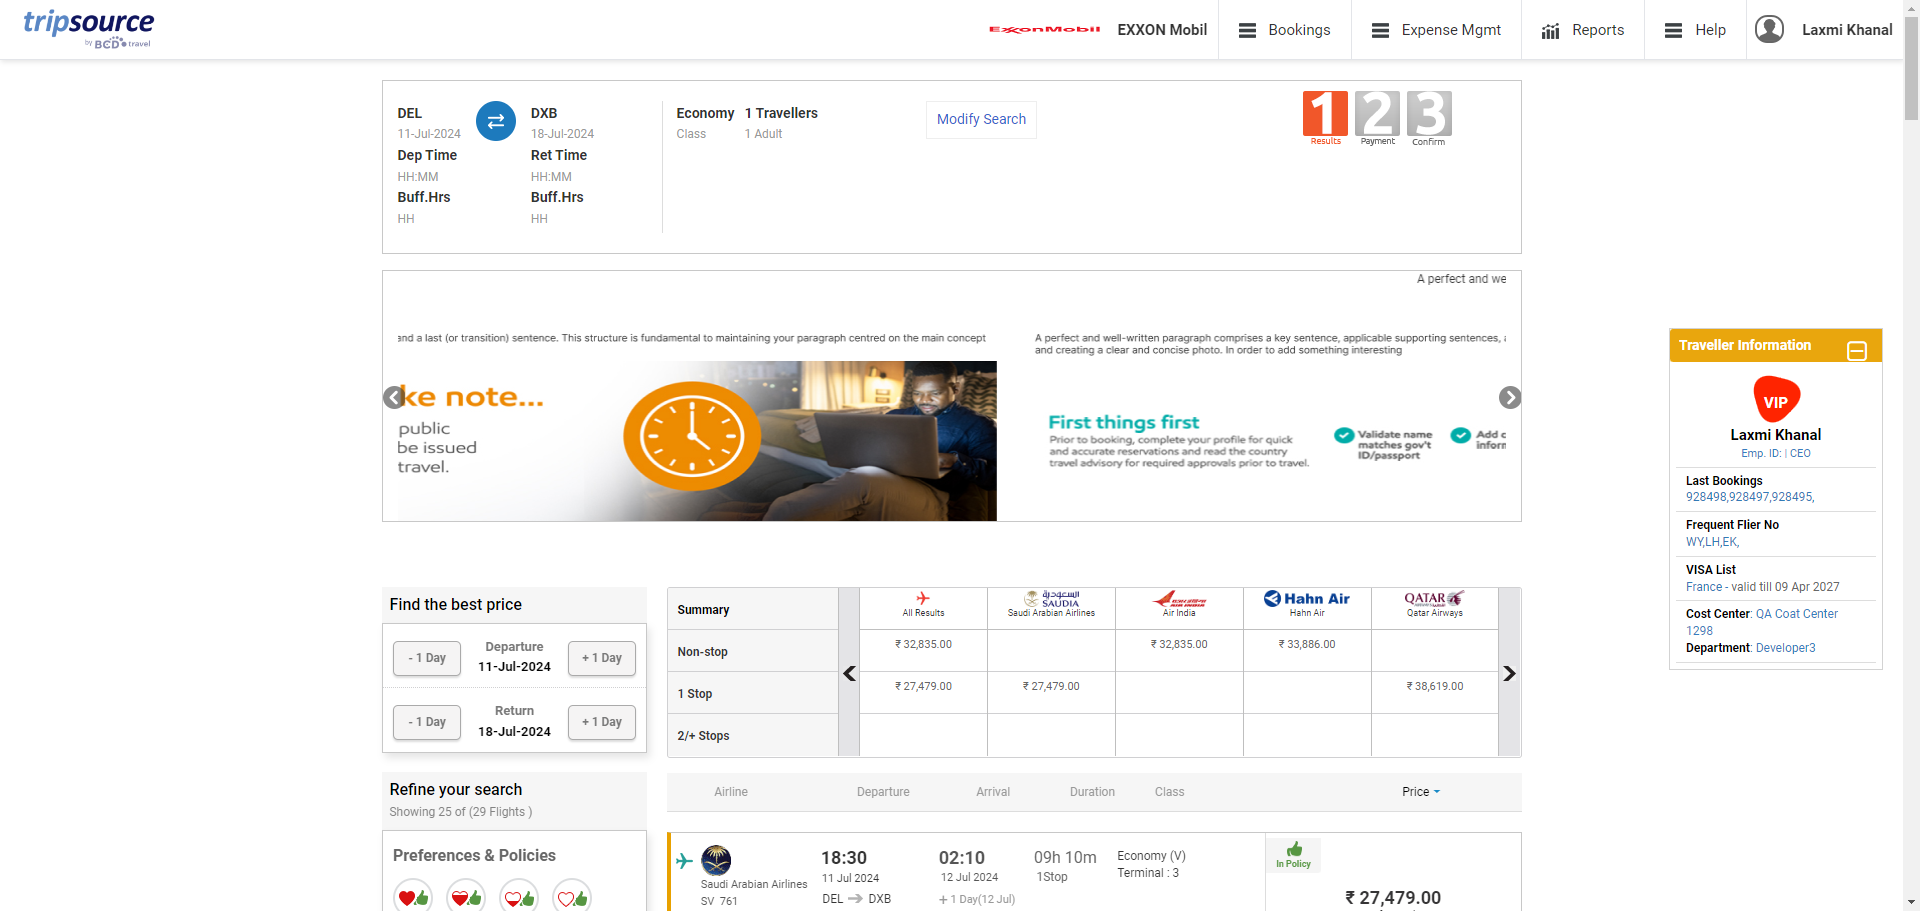 tripsource
by BCD travel
ExxonMobil
EXXON Mobil
Bookings
Expense Mgmt
Reports
Help
Laxmi Khanal
DEL
11-Jul-2024
Dep Time
HH:MM
Buff.Hrs
HH
DXB
18-Jul-2024
Ret Time
HH:MM
Buff.Hrs
HH
Economy
Class
1 Travellers
1 Adult
Modify Search
1
Results
2
Payment
3
Confirm
A perfect and we
and a last (or transition) sentence. This structure is fundamental to maintaining your paragraph centred on the main concept
ke note...
public
be issued
travel.
A perfect and well-written paragraph comprises a key sentence, applicable supporting sentences,
and creating a clear and concise photo. In order to add something interesting
First things first
Prior to booking, complete your profile for quick
and accurate reservations and read the country
travel advisory for required approvals prior to travel.
Validate name
matches gov't
ID/passport
Add c
inforn
Traveller Information
VIP
Laxmi Khanal
Emp. ID: | CEO
Last Bookings
928498,928497,928495,
Frequent Flier No
WY,LH,EK,
VISA List
France - valid till 09 Apr 2027
Cost Center: QA Coat Center
1298
Department: Developer3
Find the best price
- 1 Day
Departure
11-Jul-2024
+ 1 Day
- 1 Day
Return
18-Jul-2024
+ 1 Day
Refine your search
Showing 25 of (29 Flights )
Preferences & Policies
Summary
All Results
السعودية
SAUDIA
Saudi Arabian Airlines
AIR INDIA
Air India
Hahn Air
Hahn Air
QATAR
Qatar Airways
Non-stop
₹ 32,835.00
₹ 32,835.00
₹ 33,886.00
1 Stop
₹ 27,479.00
₹ 27,479.00
₹ 38,619.00
2/+ Stops
Airline
Departure
Arrival
Duration
Class
Price
Saudi Arabian Airlines
SV 761
18:30
11 Jul 2024
DEL
DXB
02:10
12 Jul 2024
+ 1 Day(12 Jul)
09h 10m
1Stop
Economy (V)
Terminal : 3
In Policy
₹ 27,479.00